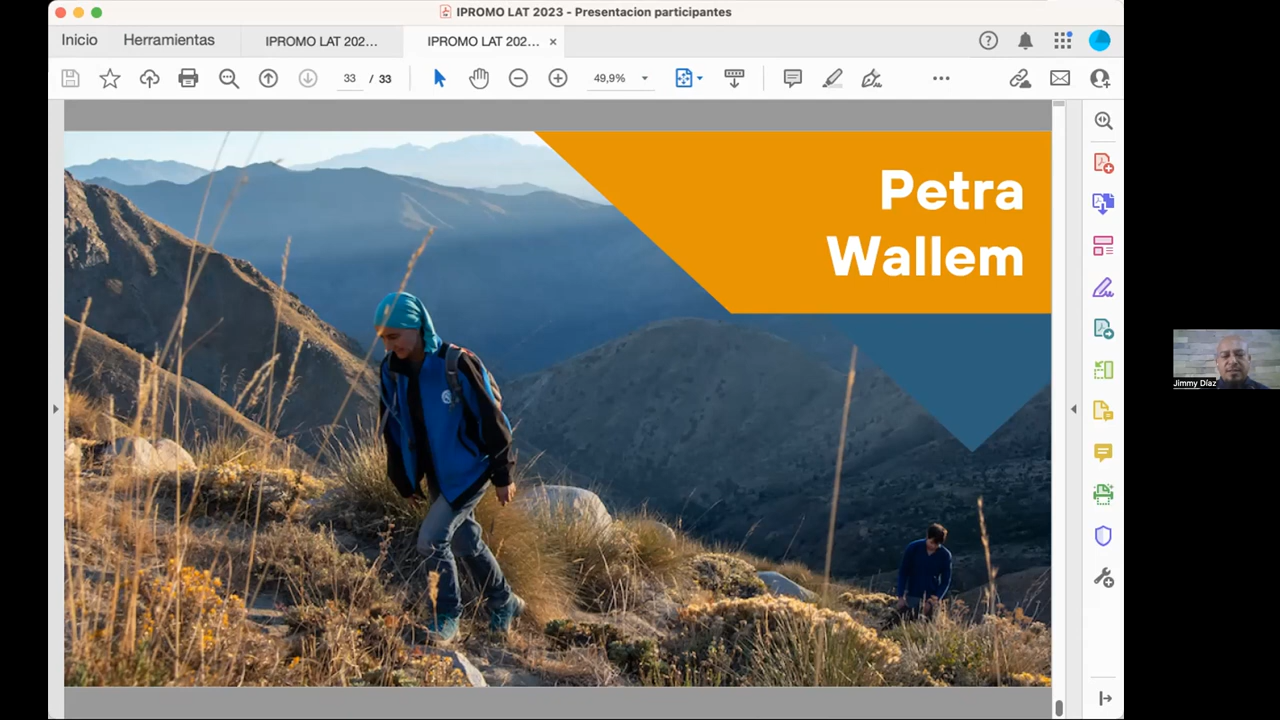 IPROMO LAT 2023 - Presentacion participantes
Inicio
Herramientas
IPROMO LAT 202...
IPROMO LAT 202...
33 / 33
49,9%
Petra
Wallem
Jimmy Díaz